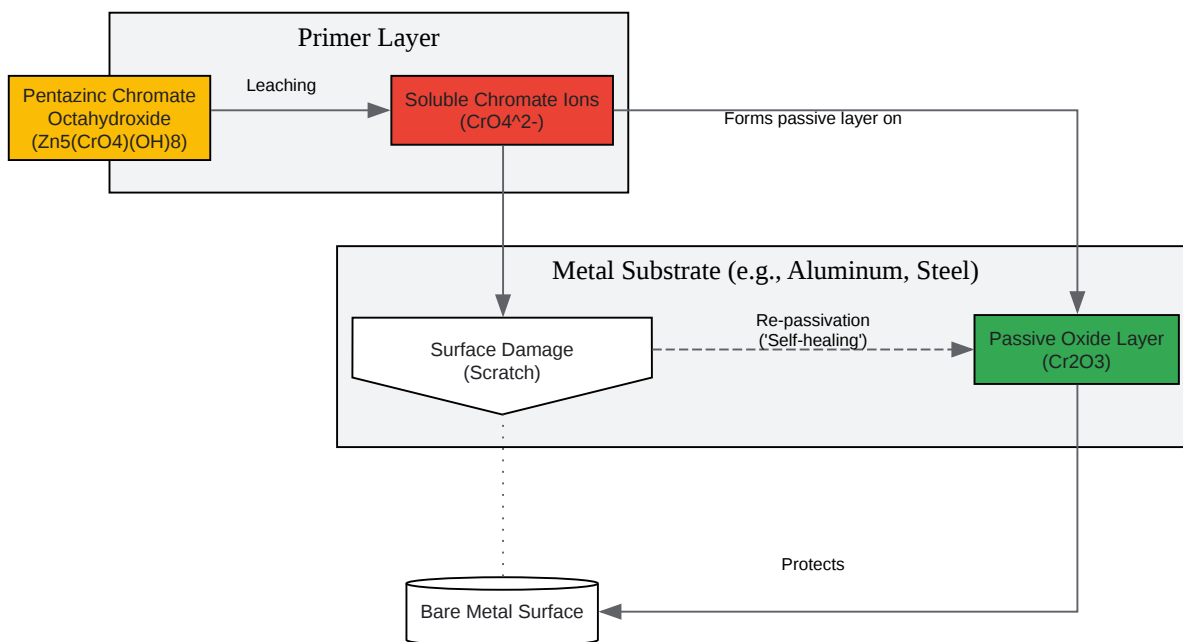 Primer Layer
Pentazinc Chromate
Octahydroxide
(Zn5(CrO4)(OH)8)
Leaching
Soluble Chromate Ions
(CrO4^2-)
Forms passive layer on
Metal Substrate (e.g., Aluminum, Steel)
Surface Damage
(Scratch)
Re-passivation
('Self-healing')
Passive Oxide Layer
(Cr2O3)
Protects
Bare Metal Surface